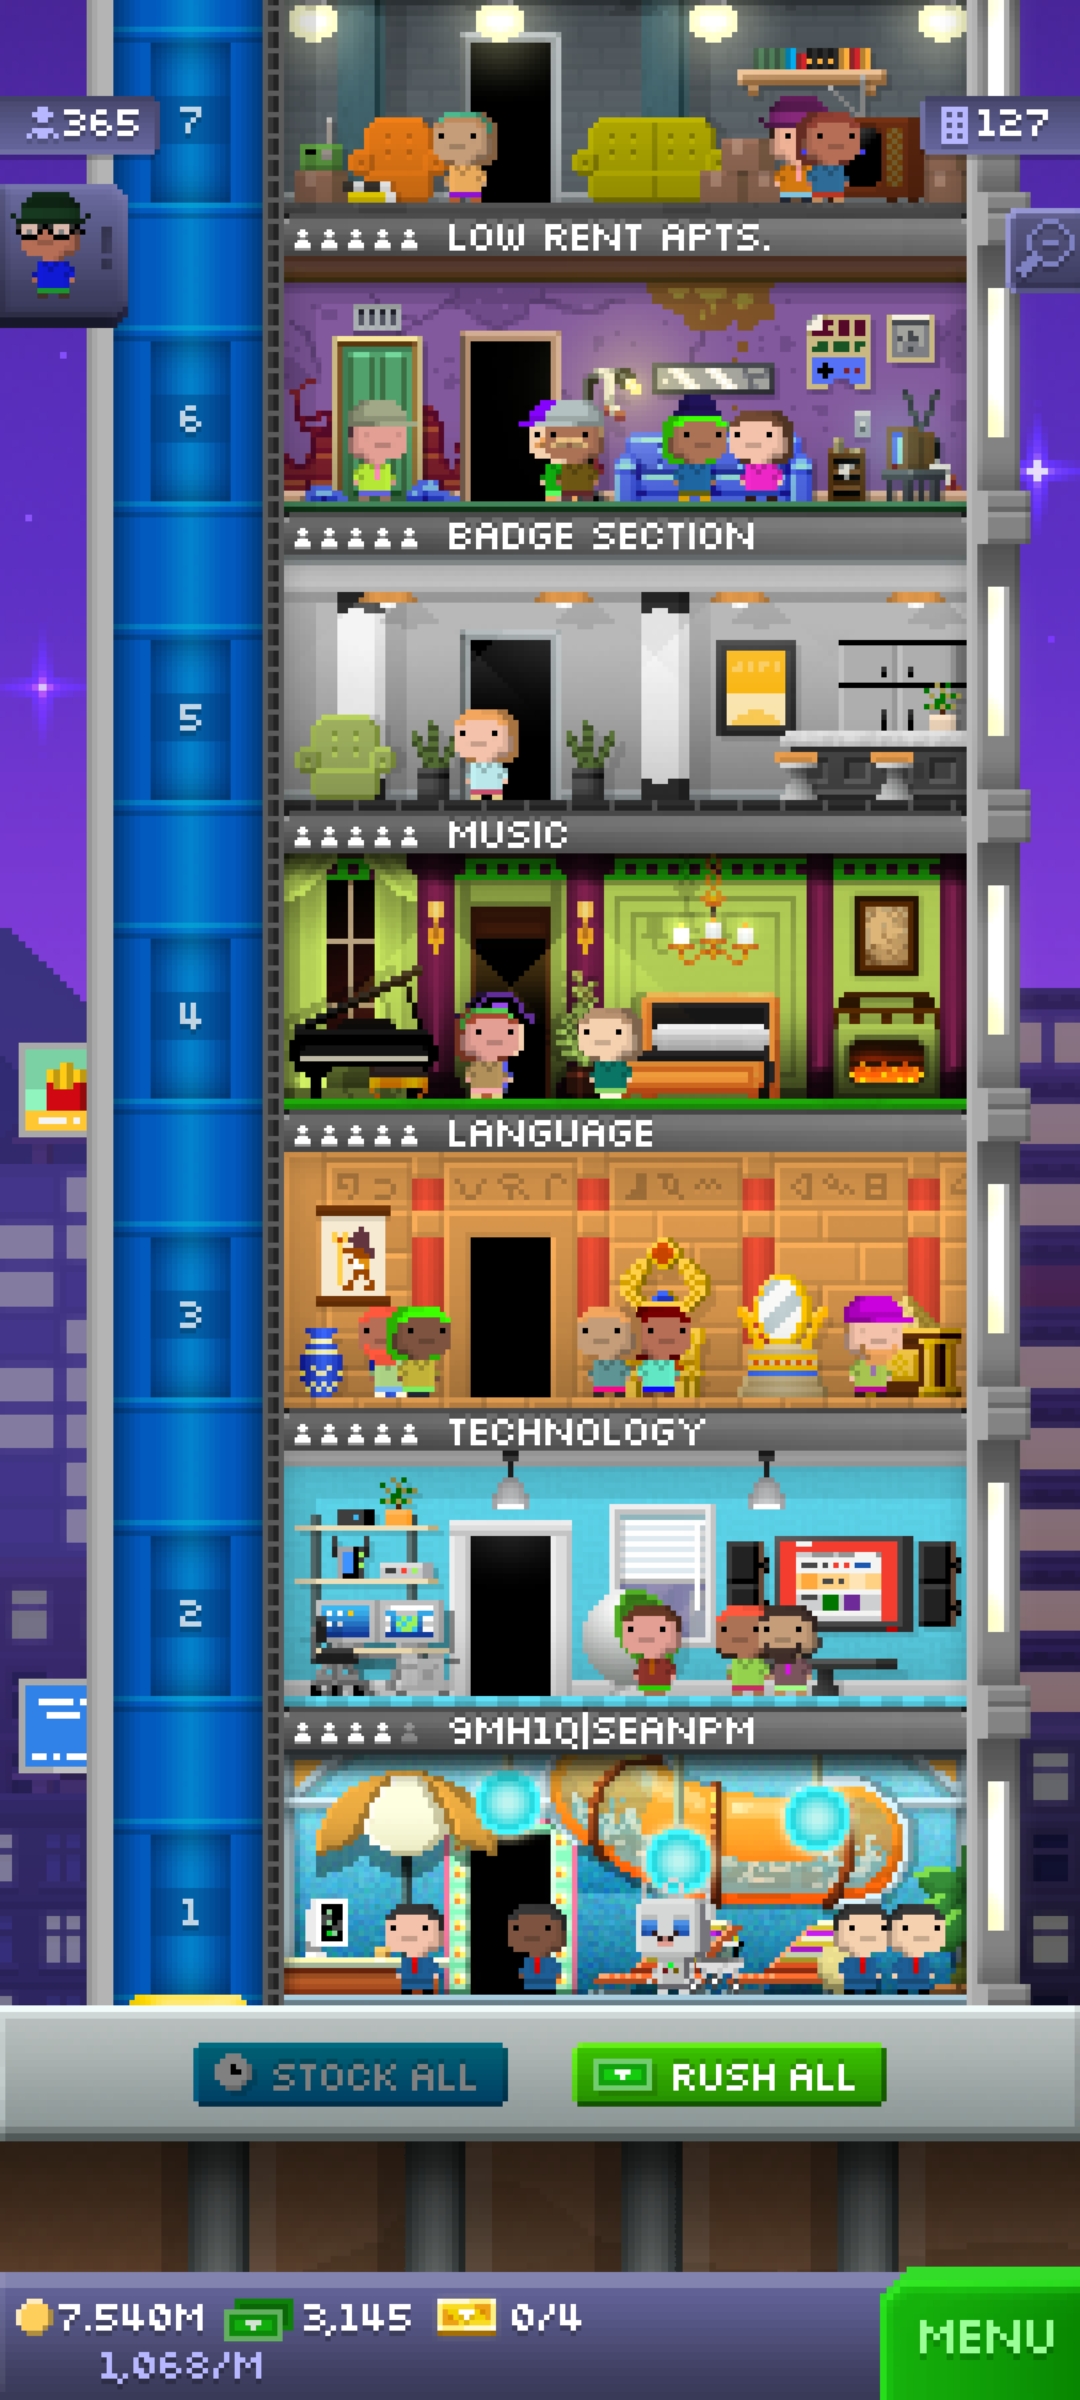 365
7
127
LOW RENT APTS.
6
BADGE SECTION
5
MUSIC
4
LANGUAGE
3
TECHNOLOGY
2
9MH1Q|SEANPM
1
STOCK ALL
RUSH ALL
7.540M
3,145
0/4
1,068/M
MENU